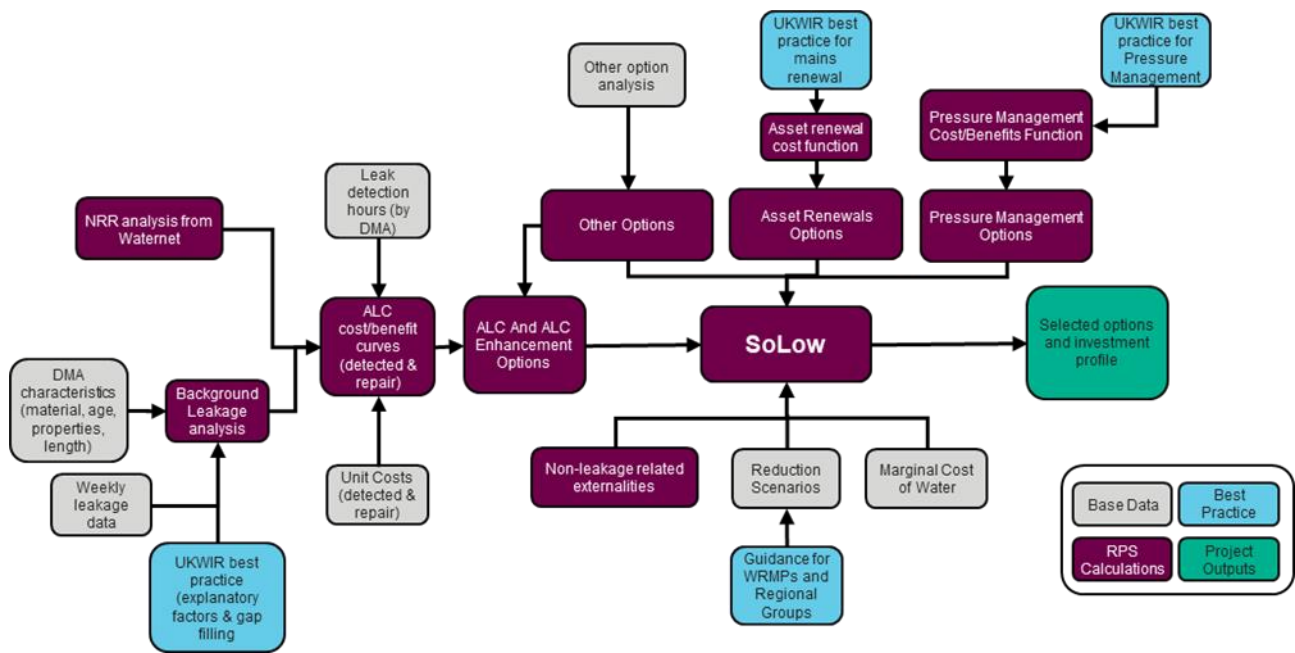 UKWIR best
practice for
mains
renewal
UKWIR best
practice for
Pressure
Management
Other option
analysis
Asset renewal
cost function
Pressure Management
Cost/Benefits Function
Leak
detection
hours (by
DMA)
NRR analysis from
Waternet
Other Options
Asset Renewals
Options
Pressure Management
Options
ALC
cost/benefit
curves
(detected &
repair)
ALC And ALC
Enhancement
Options
SoLow
Selected options
and investment
profile
DMA
characteristics
(material, age,
properties,
length)
Background
Leakage
analysis
Weekly
leakage
data
Unit Costs
(detected &
repair)
Non-leakage related
externalities
Reduction
Scenarios
Marginal Cost
of Water
UKWIR best
practice
(explanatory
factors & gap
filling
Guidance for
WRMPs and
Regional
Groups
Base Data
Best
Practice
RPS
Calculations
Project
Outputs